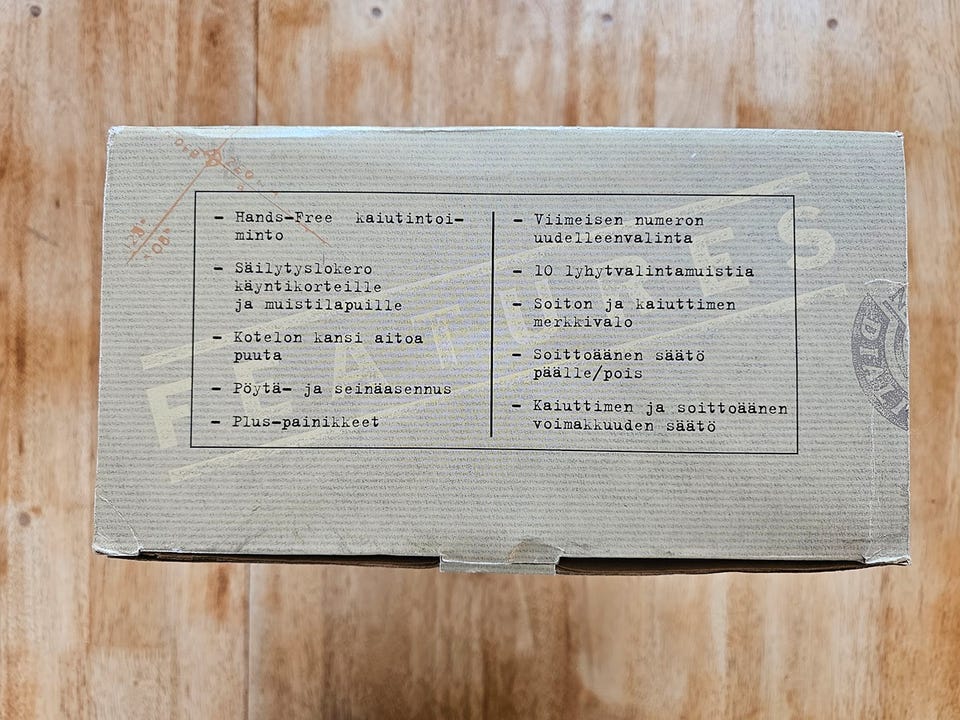 - Hands-Free kaiutintoi-
minto
- Säilytyslokero
käyntikorteille
ja muistilapuille
- Kotelon kansi aitoa
puuta
- Pöytä- ja seinäasennus
- Plus-painikkeet
- Viimeisen numeron
uudelleenvalinta
- 10 lyhytvalintamuistia
- Soiton ja kaiuttimen
merkkivalo
- Soittoäänen säätö
päälle/pois
- Kaiuttimen ja soittoäänen
voimakkuuden säätö
FEATURES